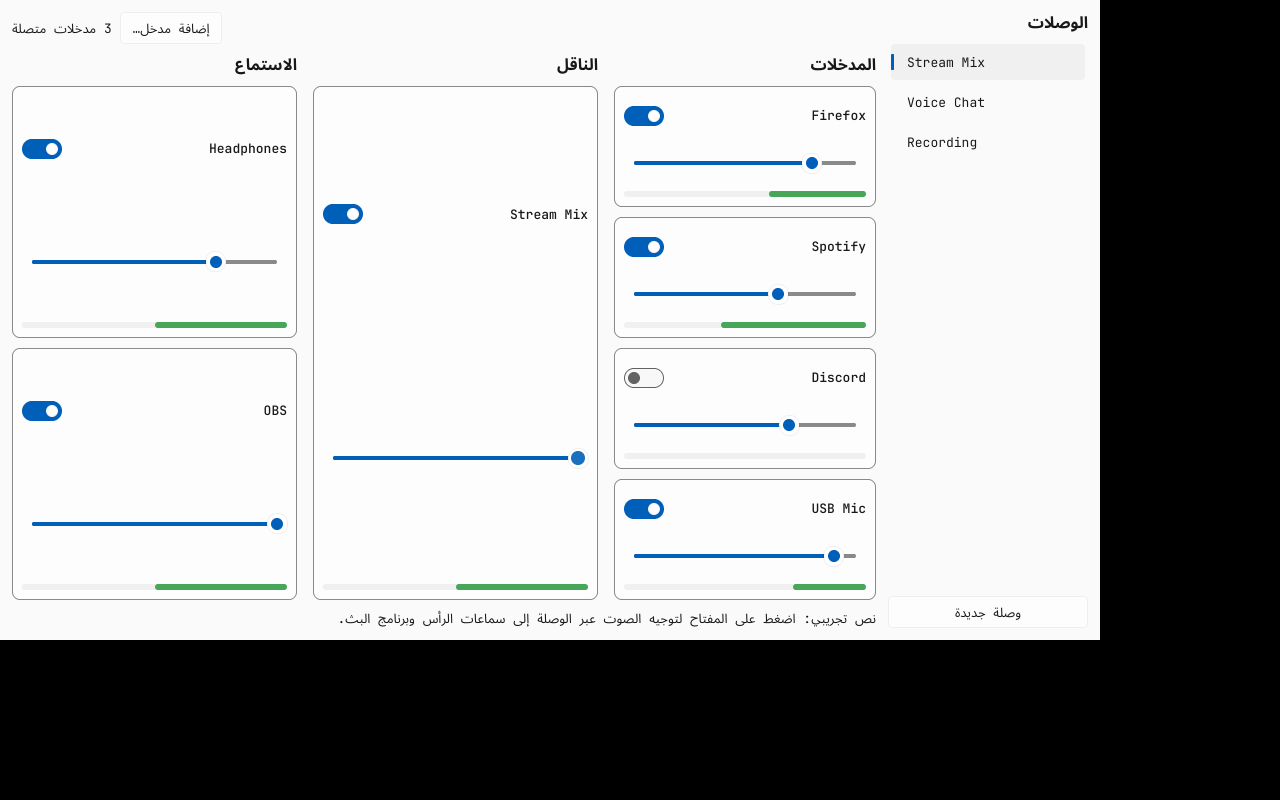 الوصلات
Stream Mix
Voice Chat
Recording
وصلة جديدة
إضافة مدخل…
3 مدخلات متصلة
المدخلات
Firefox
Spotify
Discord
USB Mic
الناقل
Stream Mix
الاستماع
Headphones
OBS
نص تجريبي: اضغط على المفتاح لتوجيه الصوت عبر الوصلة إلى سماعات الرأس وبرنامج البث.